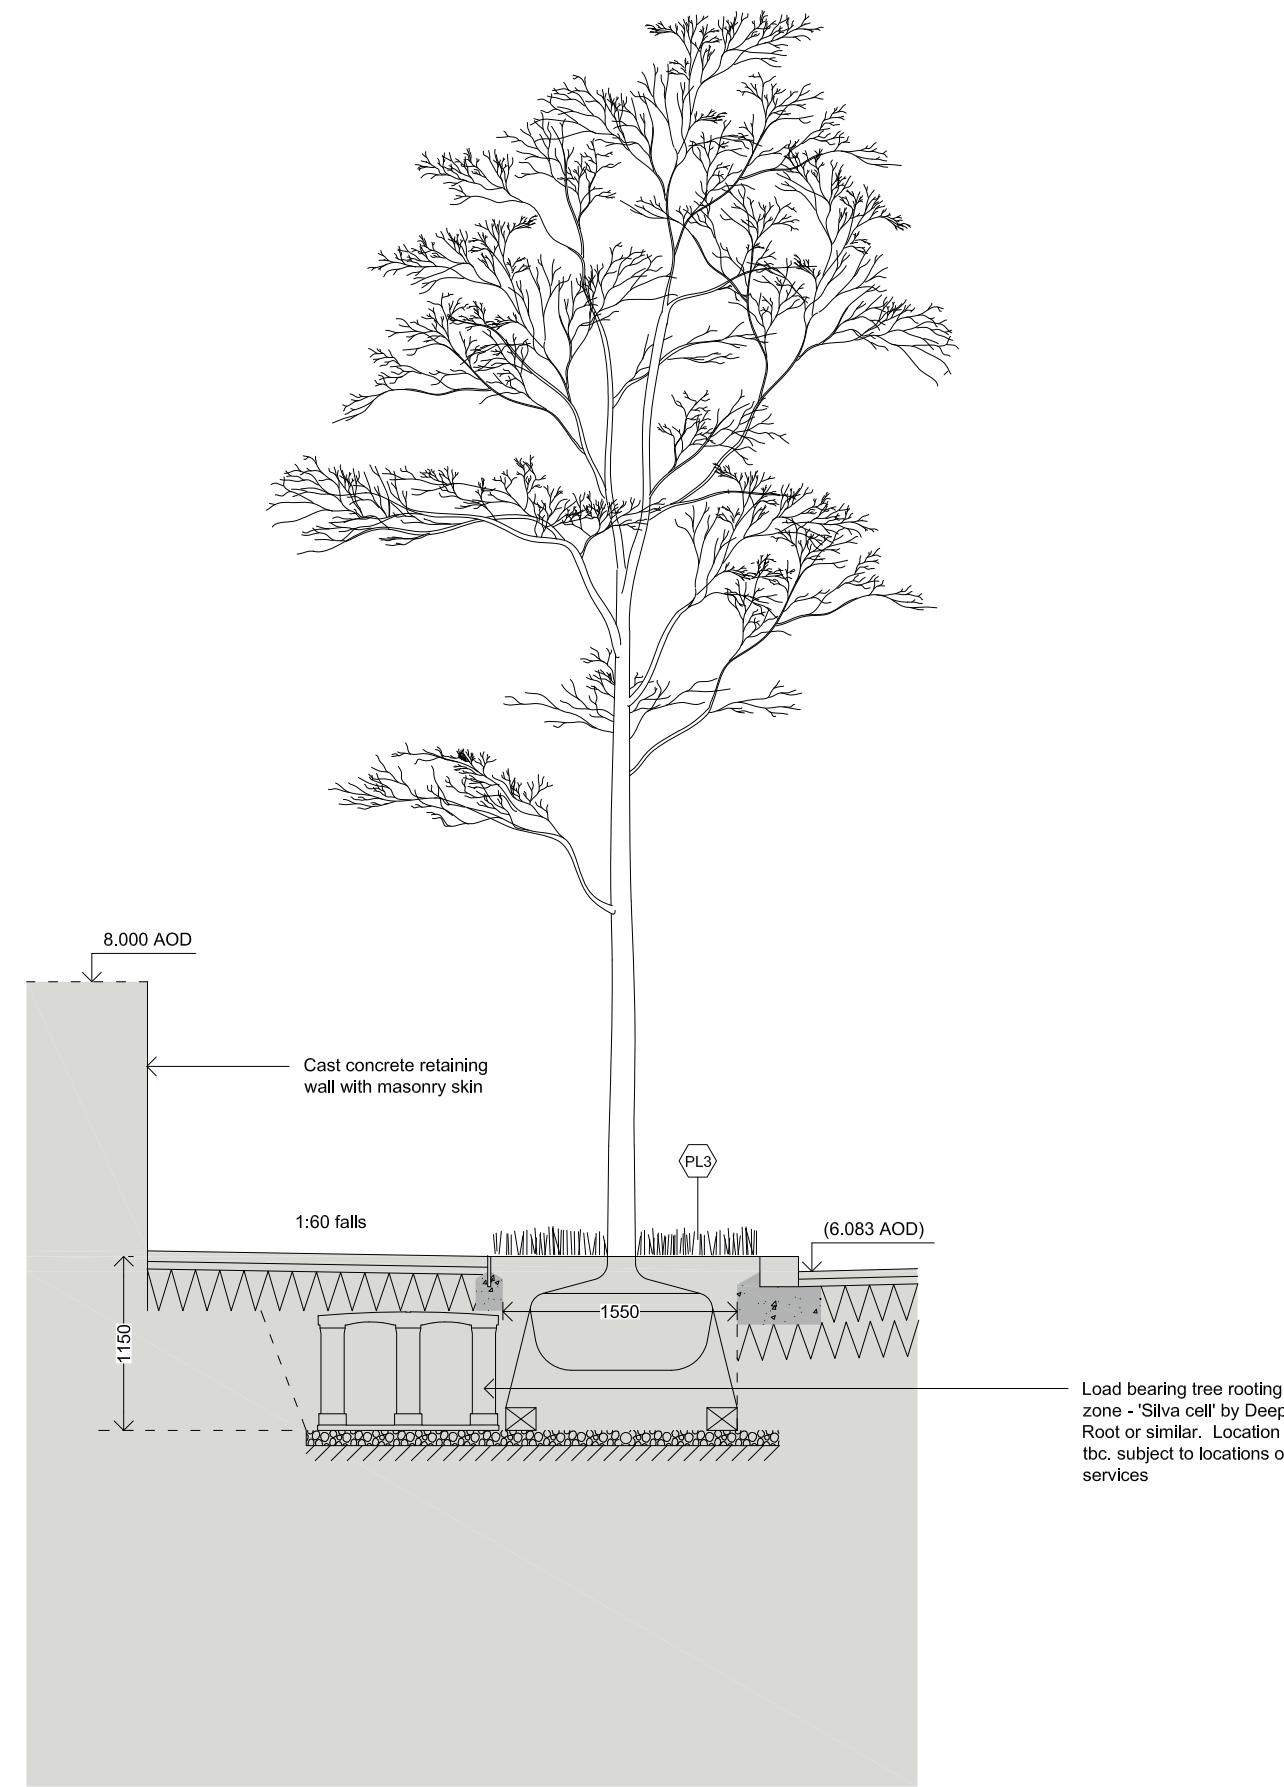 8.000 AOD
Cast concrete retaining
wall with masonry skin
PL3
1:60 falls
(6.083 AOD)
1550
1150
Load bearing tree rooting
zone - 'Silva cell' by Deep
Root or similar. Location
tbc. subject to locations o
services